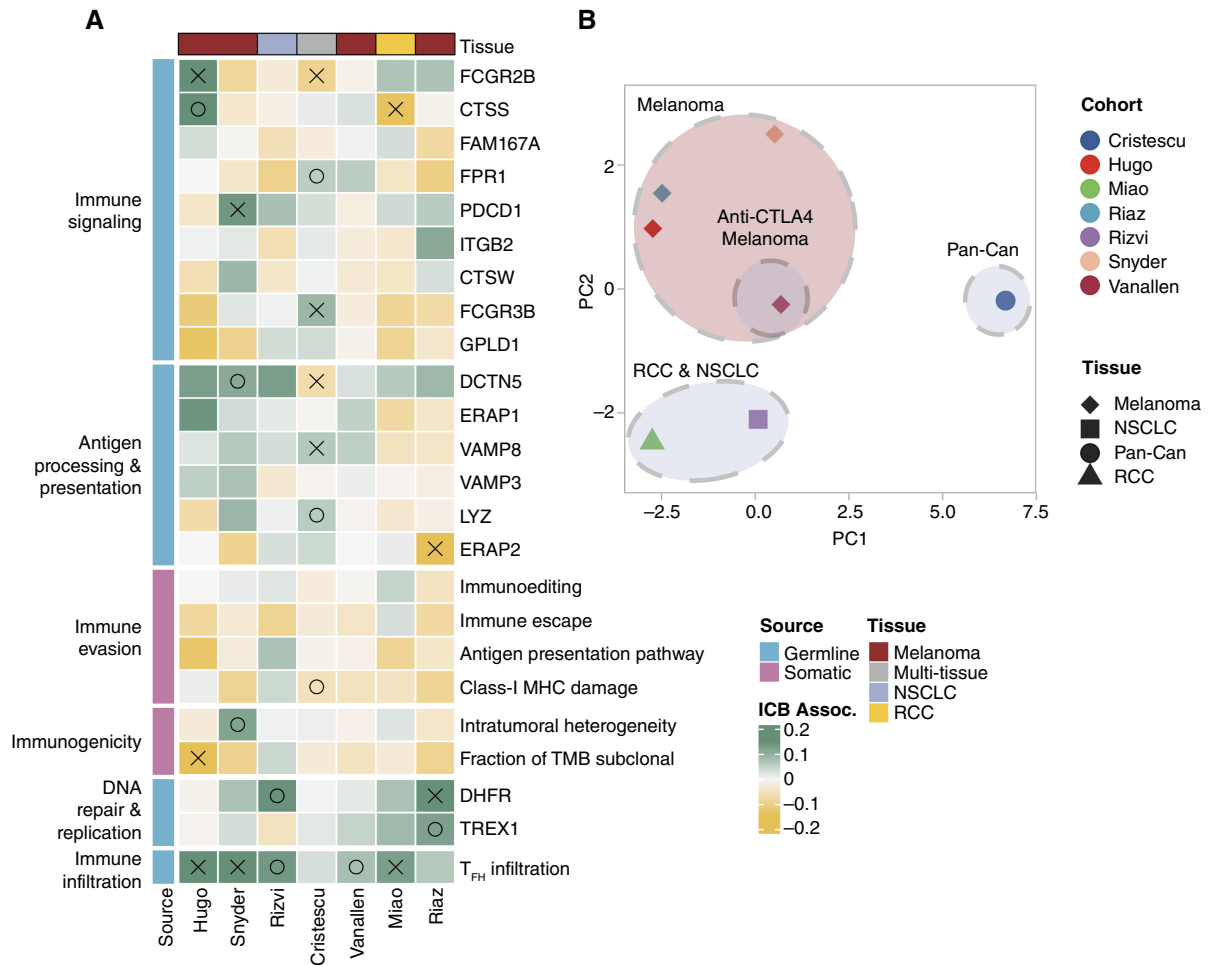 A
B
Tissue
FCGR2B
CTSS
FAM167A
FPR1
PDCD1
ITGB2
CTSW
FCGR3B
GPLD1
Immune
signaling
DCTN5
ERAP1
VAMP8
VAMP3
LYZ
ERAP2
Antigen
processing &
presentation
Immunoediting
Immune escape
Antigen presentation pathway
Class-I MHC damage
Immune
evasion
Intratumoral heterogeneity
Fraction of TMB subclonal
Immunogenicity
DHFR
TREX1
DNA
repair &
replication
TFH infiltration
Immune
infiltration
Source
Hugo
Snyder
Rizvi
Cristescu
Vanallen
Miao
Riaz
Melanoma
Anti-CTLA4
Melanoma
Pan-Can
RCC & NSCLC
PC2
2
0
−2
−2.5
0.0
2.5
5.0
7.5
PC1
Cohort
Cristescu
Hugo
Miao
Riaz
Rizvi
Snyder
Vanallen
Tissue
Melanoma
NSCLC
Pan-Can
RCC
Source
Germline
Somatic
Tissue
Melanoma
Multi-tissue
NSCLC
RCC
ICB Assoc.
0.2
0.1
0
−0.1
−0.2